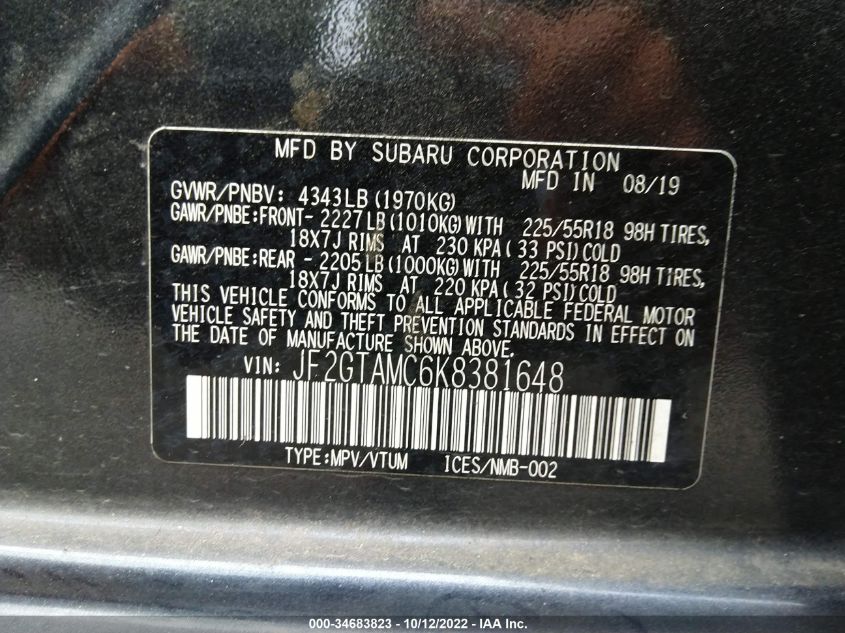 MFD BY SUBARU CORPORATION
MFD IN 08/19
GVWR/PNBV: 4343LB (1970KG)
GAWR/PNBE:FRONT- 2227LB(1010KG)WITH 225/55R18 98H TIRES,
18X7J RIMS AT 230 KPA( 33 PSI)COLD
GAWR/PNBE:REAR - 2205LB(1000KG)WITH 225/55R18 98H TIRES,
18X7J RIMS AT 220 KPA( 32 PSI)COLD
THIS VEHICLE CONFORMS TO ALL APPLICABLE FEDERAL MOTOR
VEHICLE SAFETY AND THEFT PREVENTION STANDARDS IN EFFECT ON
THE DATE OF MANUFACTURE SHOWN ABOVE.
VIN: JF2GTAMC6K8381648
TYPE:MPV/VTUM ICES/NMB-002
000-34683823 - 10/12/2022 - IAA Inc.